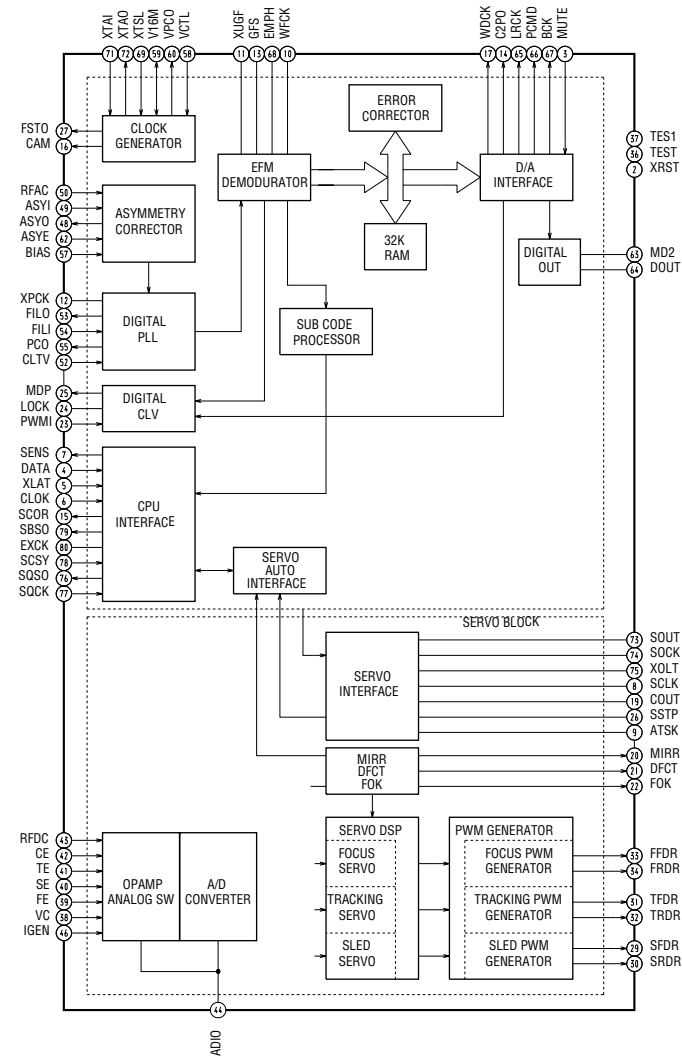 XTAI XTAO XTSL V16M VPCO VCTL XUGF GFS EMPH WFCK WDCK C2PO LRCK PCMD BCK MUTE
71 72 69 59 60 58 11 13 68 10 17 14 65 66 67 3
ERROR
CORRECTOR
FSTO 27
CAM 16
CLOCK
GENERATOR
37 TES1
36 TEST
2 XRST
EFM
DEMODURATOR
D/A
INTERFACE
RFAC 50
ASYI 49
ASYO 48
ASYE 62
BIAS 57
ASYMMETRY
CORRECTOR
32K
RAM
DIGITAL
OUT
63 MD2
64 DOUT
XPCK 12
FILO 53
FILI 54
PCO 55
CLTV 52
DIGITAL
PLL
SUB CODE
PROCESSOR
MDP 25
LOCK 24
PWMI 23
DIGITAL
CLV
SENS 7
DATA 4
XLAT 5
CLOK 6
SCOR 15
SBSO 79
EXCK 80
SCSY 78
SQSO 76
SQCK 77
CPU
INTERFACE
SERVO
AUTO
INTERFACE
SERVO BLOCK
SERVO
INTERFACE
73 SOUT
74 SOCK
75 XOLT
8 SCLK
19 COUT
26 SSTP
9 ATSK
MIRR
DFCT
FOK
20 MIRR
21 DFCT
22 FOK
RFDC 43
CE 42
TE 41
SE 40
FE 39
VC 38
IGEN 46
OPAMP
ANALOG SW
A/D
CONVERTER
SERVO DSP
FOCUS
SERVO
TRACKING
SERVO
SLED
SERVO
PWM GENERATOR
FOCUS PWM
GENERATOR
TRACKING PWM
GENERATOR
SLED PWM
GENERATOR
33 FFDR
34 FRDR
31 TFDR
32 TRDR
29 SFDR
30 SRDR
44
ADIO